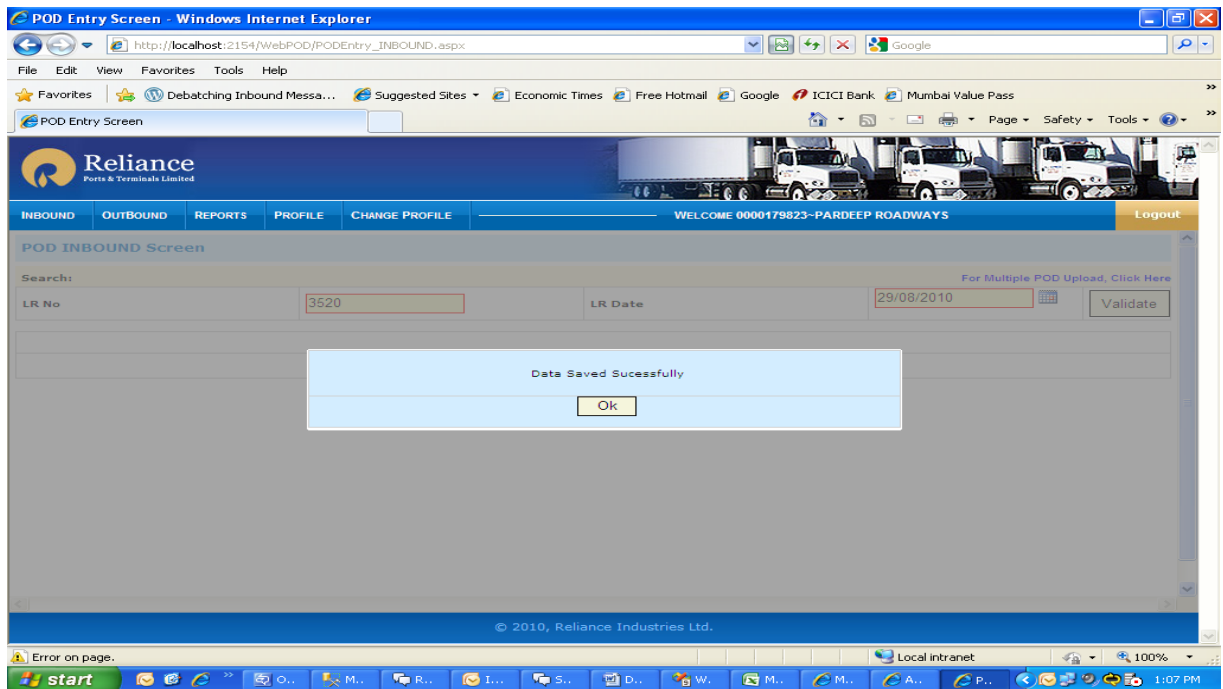 POD Entry Screen - Windows Internet Explorer
http://localhost:2154/WebPOD/PODEntry_INBOUND.aspx
Google
File Edit View Favorites Tools Help
Favorites Debatching Inbound Messa... Suggested Sites Economic Times Free Hotmail Google ICICI Bank Mumbai Value Pass »
POD Entry Screen Page Safety Tools »
Reliance
Ports & Terminals Limited
INBOUND OUTBOUND REPORTS PROFILE CHANGE PROFILE WELCOME 0000179823~PARDEEP ROADWAYS Logout
POD INBOUND Screen
Search: For Multiple POD Upload, Click Here
LR No 3520 LR Date 29/08/2010 Validate
Data Saved Sucessfully
Ok
© 2010, Reliance Industries Ltd.
Error on page. Local intranet 100%
start » O.. M.. R.. I... S.. D.. W. M.. M.. A.. P.. 1:07 PM